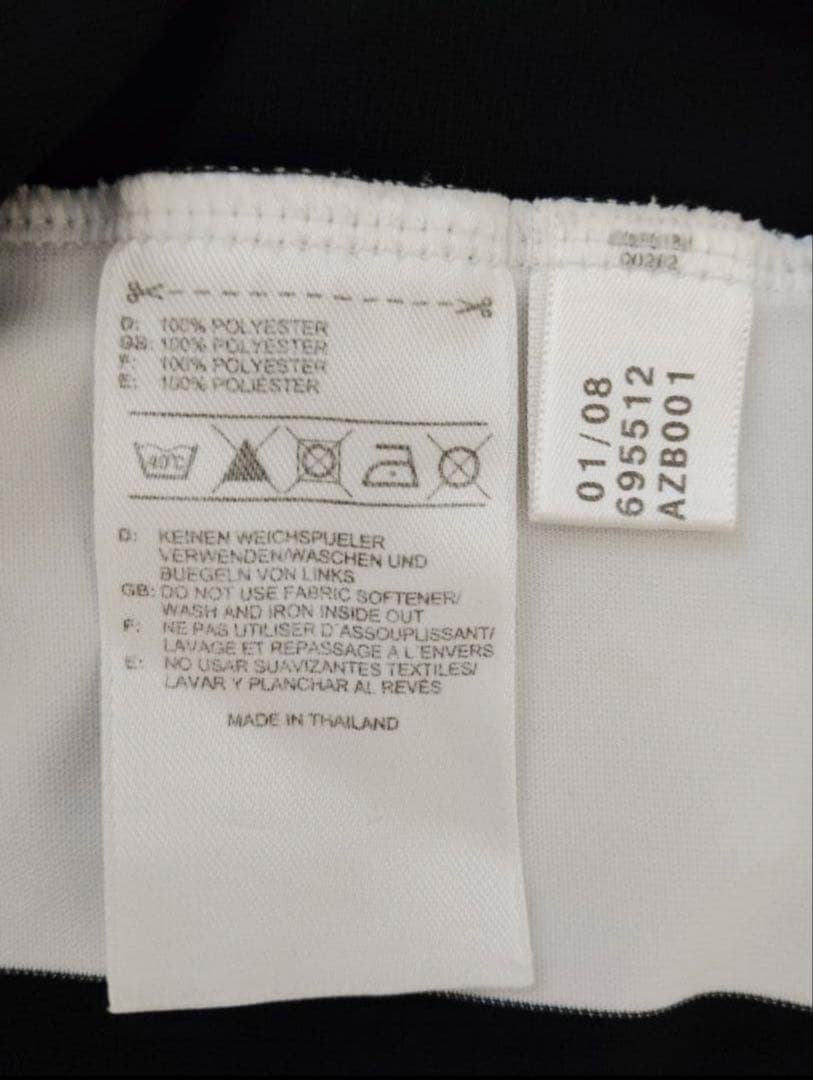 D: 100% POLYESTER
GB: 100% POLYESTER
F: 100% POLYESTER
E: 100% POLIÉSTER
40°C
D: KEINEN WEICHSPUELER
VERWENDEN/WASCHEN UND
BUEGELN VON LINKS
GB: DO NOT USE FABRIC SOFTENER/
WASH AND IRON INSIDE OUT
F: NE PAS UTILISER D'ASSOUPLISSANT/
LAVAGE ET REPASSAGE A L'ENVERS
E: NO USAR SUAVIZANTES TEXTILES/
LAVAR Y PLANCHAR AL REVÉS
MADE IN THAILAND
00262
01/08
695512
AZB001